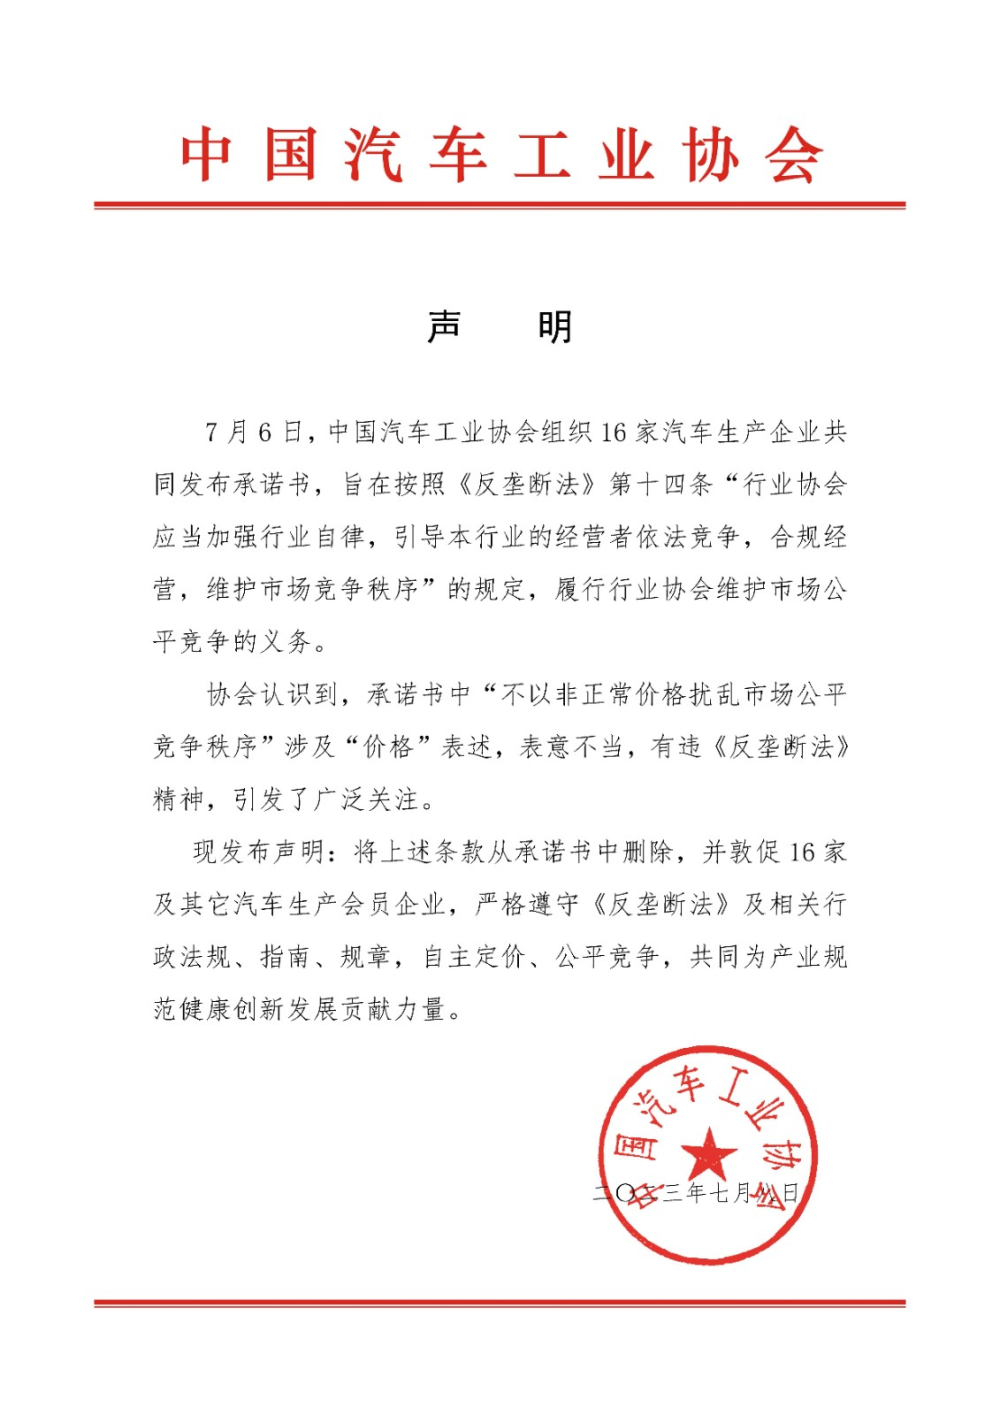 中国汽车工业协会
声 明
7月6日，中国汽车工业协会组织16家汽车生产企业共
同发布承诺书，旨在按照《反垄断法》第十四条“行业协会
应当加强行业自律，引导本行业的经营者依法竞争，合规经
营，维护市场竞争秩序”的规定，履行行业协会维护市场公
平竞争的义务。
协会认识到，承诺书中“不以非正常价格扰乱市场公平
竞争秩序”涉及“价格”表述，表意不当，有违《反垄断法》
精神，引发了广泛关注。
现发布声明：将上述条款从承诺书中删除，并敦促16家
及其它汽车生产会员企业，严格遵守《反垄断法》及相关行
政法规、指南、规章，自主定价、公平竞争，共同为产业规
范健康创新发展贡献力量。
中国汽车工业协会
二〇二三年七月八日